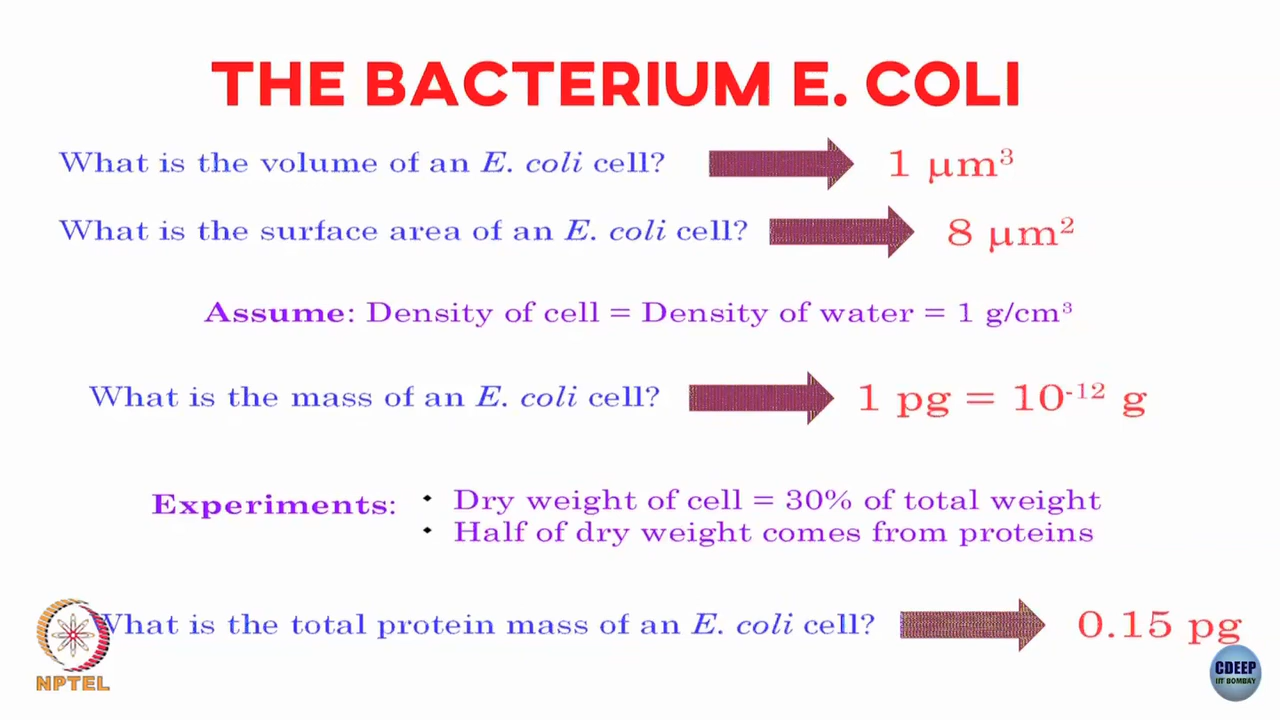 THE BACTERIUM E. COLI
What is the volume of an E. coli cell? 1 μm³
What is the surface area of an E. coli cell? 8 μm²
Assume: Density of cell = Density of water = 1 g/cm³
What is the mass of an E. coli cell? 1 pg = 10⁻¹² g
Experiments: • Dry weight of cell = 30% of total weight
• Half of dry weight comes from proteins
What is the total protein mass of an E. coli cell? 0.15 pg
NPTEL
CDEEP
IIT BOMBAY